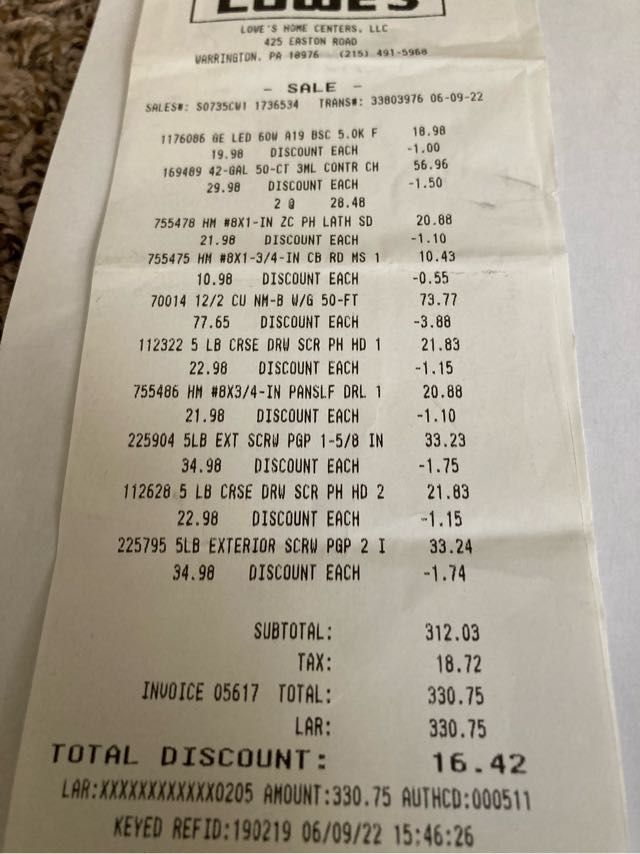 LOWE'S
LOWE'S HOME CENTERS, LLC
425 EASTON ROAD
WARRINGTON, PA 18976 (215) 491-5968
- SALE -
SALES#: S0735CW1 1736534 TRANS#: 33803976 06-09-22
1176086 GE LED 60W A19 BSC 5.0K F 18.98
19.98 DISCOUNT EACH -1.00
169489 42-GAL 50-CT 3ML CONTR CH 56.96
29.98 DISCOUNT EACH -1.50
2 @ 28.48
755478 HM #8X1-IN ZC PH LATH SD 20.88
21.98 DISCOUNT EACH -1.10
755475 HM #8X1-3/4-IN CB RD MS 1 10.43
10.98 DISCOUNT EACH -0.55
70014 12/2 CU NM-B W/G 50-FT 73.77
77.65 DISCOUNT EACH -3.88
112322 5 LB CRSE DRW SCR PH HD 1 21.83
22.98 DISCOUNT EACH -1.15
755486 HM #8X3/4-IN PANSLF DRL 1 20.88
21.98 DISCOUNT EACH -1.10
225904 5LB EXT SCRW PGP 1-5/8 IN 33.23
34.98 DISCOUNT EACH -1.75
112628 5 LB CRSE DRW SCR PH HD 2 21.83
22.98 DISCOUNT EACH -1.15
225795 5LB EXTERIOR SCRW PGP 2 I 33.24
34.98 DISCOUNT EACH -1.74
SUBTOTAL: 312.03
TAX: 18.72
INVOICE 05617 TOTAL: 330.75
LAR: 330.75
TOTAL DISCOUNT: 16.42
LAR:XXXXXXXXXXXX0205 AMOUNT:330.75 AUTHCD:000511
KEYED REFID:190219 06/09/22 15:46:26